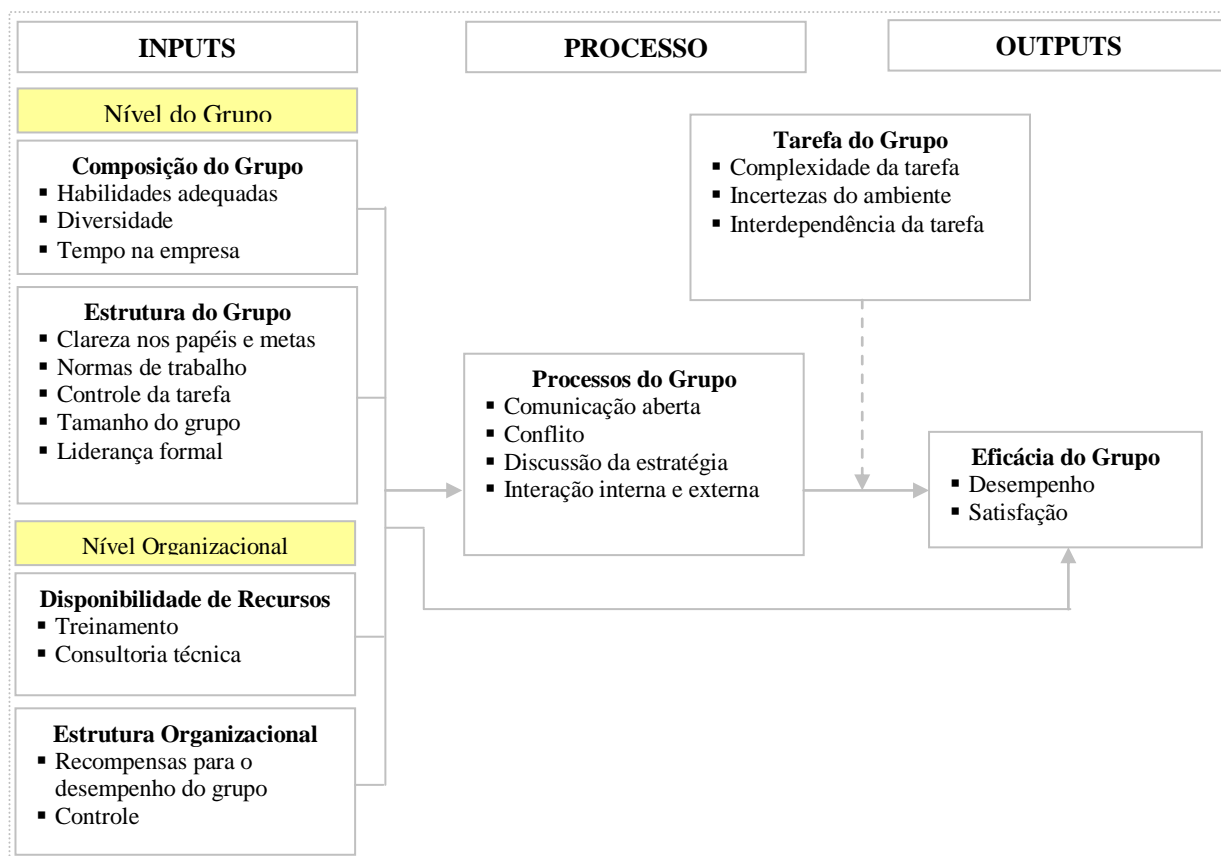 INPUTS
PROCESSO
OUTPUTS
Nível do Grupo
Composição do Grupo
▪ Habilidades adequadas
▪ Diversidade
▪ Tempo na empresa
Estrutura do Grupo
▪ Clareza nos papéis e metas
▪ Normas de trabalho
▪ Controle da tarefa
▪ Tamanho do grupo
▪ Liderança formal
Nível Organizacional
Disponibilidade de Recursos
▪ Treinamento
▪ Consultoria técnica
Estrutura Organizacional
▪ Recompensas para o
desempenho do grupo
▪ Controle
Processos do Grupo
▪ Comunicação aberta
▪ Conflito
▪ Discussão da estratégia
▪ Interação interna e externa
Tarefa do Grupo
▪ Complexidade da tarefa
▪ Incertezas do ambiente
▪ Interdependência da tarefa
Eficácia do Grupo
▪ Desempenho
▪ Satisfação